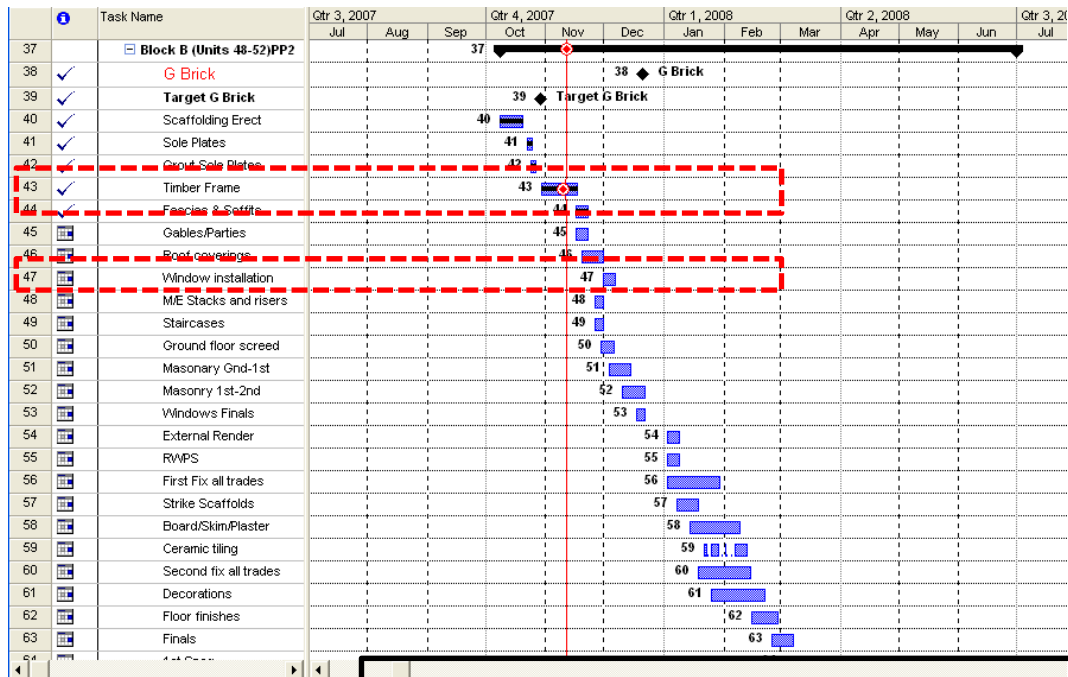 Task Name Qtr 3, 2007 Qtr 4, 2007 Qtr 1, 2008 Qtr 2, 2008 Qtr 3, 20
Jul Aug Sep Oct Nov Dec Jan Feb Mar Apr May Jun Jul
37 Block B (Units 48-52)PP2 37
38 G Brick 38 G Brick
39 Target G Brick 39 Target G Brick
40 Scaffolding Erect 40
41 Sole Plates 41
42 Grout Sole Plates 42
43 Timber Frame 43
44 Fascias & Soffits 44
45 Gables/Parties 45
46 Roof coverings 46
47 Window installation 47
48 M/E Stacks and risers 48
49 Staircases 49
50 Ground floor screed 50
51 Masonary Gnd-1st 51
52 Masonry 1st-2nd 52
53 Windows Finals 53
54 External Render 54
55 RWPS 55
56 First Fix all trades 56
57 Strike Scaffolds 57
58 Board/Skim/Plaster 58
59 Ceramic tiling 59
60 Second fix all trades 60
61 Decorations 61
62 Floor finishes 62
63 Finals 63